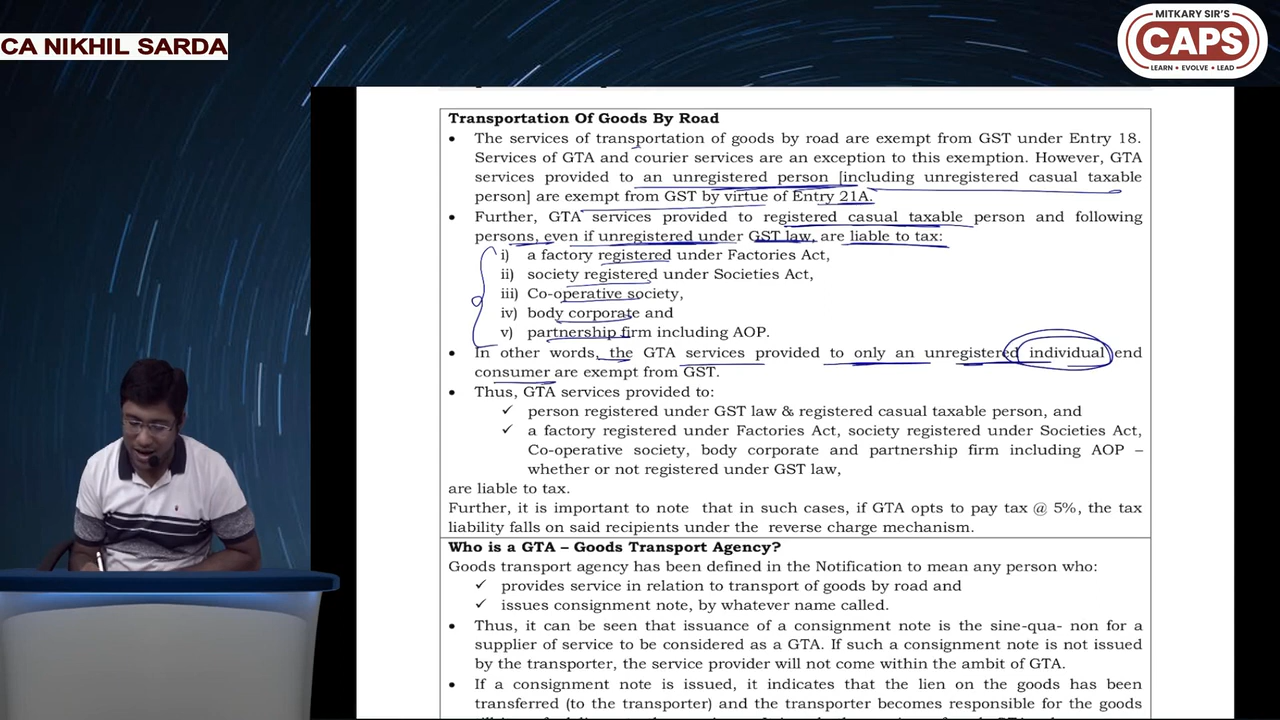 CA NIKHIL SARDA
MITKARY SIR'S
CAPS
LEARN • EVOLVE • LEAD
Transportation Of Goods By Road
• The services of transportation of goods by road are exempt from GST under Entry 18.
Services of GTA and courier services are an exception to this exemption. However, GTA
services provided to an unregistered person [including unregistered casual taxable
person] are exempt from GST by virtue of Entry 21A.
• Further, GTA services provided to registered casual taxable person and following
persons, even if unregistered under GST law, are liable to tax:
i) a factory registered under Factories Act,
ii) society registered under Societies Act,
iii) Co-operative society,
iv) body corporate and
v) partnership firm including AOP.
• In other words, the GTA services provided to only an unregistered individual end
consumer are exempt from GST.
• Thus, GTA services provided to:
✓ person registered under GST law & registered casual taxable person, and
✓ a factory registered under Factories Act, society registered under Societies Act,
Co-operative society, body corporate and partnership firm including AOP –
whether or not registered under GST law,
are liable to tax.
Further, it is important to note that in such cases, if GTA opts to pay tax @ 5%, the tax
liability falls on said recipients under the reverse charge mechanism.
Who is a GTA – Goods Transport Agency?
Goods transport agency has been defined in the Notification to mean any person who:
✓ provides service in relation to transport of goods by road and
✓ issues consignment note, by whatever name called.
• Thus, it can be seen that issuance of a consignment note is the sine-qua- non for a
supplier of service to be considered as a GTA. If such a consignment note is not issued
by the transporter, the service provider will not come within the ambit of GTA.
• If a consignment note is issued, it indicates that the lien on the goods has been
transferred (to the transporter) and the transporter becomes responsible for the goods